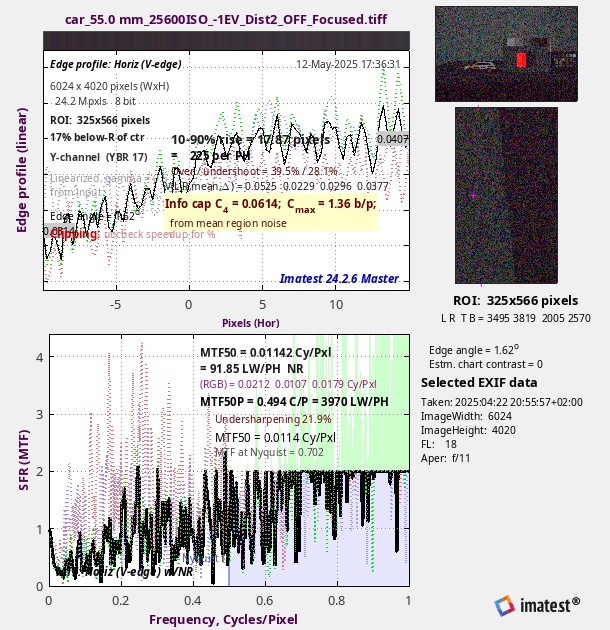 car_55.0 mm_25600ISO_-1EV_Dist2_OFF_Focused.tiff
Edge profile: Horiz (V-edge)
12-May-2025 17:36:31
6024 x 4020 pixels (WxH)
24.2 Mpxls 8 bit
ROI: 325x566 pixels
17% below-R of ctr
10-90% rise = 17.87 pixels
= 225 per PH
Y-channel (YBR 17)
0.0407
Over/undershoot = 39.5% / 28.1%
Linearized, gamma
from input
Info cap C4 = 0.0614; Cmax = 1.36 b/p;
from mean region noise
Edge angle = 1.62o
Clipping: uncheck speedup for %
Imatest 24.2.6 Master
Edge profile (linear)
-5 0 5 10
Pixels (Hor)
ROI: 325x566 pixels
L R T B = 3495 3819 2005 2570
Edge angle = 1.62o
Estm. chart contrast = 0
Selected EXIF data
Taken: 2025:04:22 20:55:57+02:00
ImageWidth: 6024
ImageHeight: 4020
FL: 18
Aper: f/11
MTF50 = 0.01142 Cy/Pxl
= 91.85 LW/PH NR
(RGB) = 0.0212 0.0107 0.0179 Cy/Pxl
MTF50P = 0.494 C/P = 3970 LW/PH
Undersharpening 21.9%
MTF50 = 0.0114 Cy/Pxl
MTF at Nyquist = 0.702
Horiz (V-edge) w/NR
SFR (MTF)
4
3
2
1
0
0 0.2 0.4 0.6 0.8 1
Frequency, Cycles/Pixel
imatest®